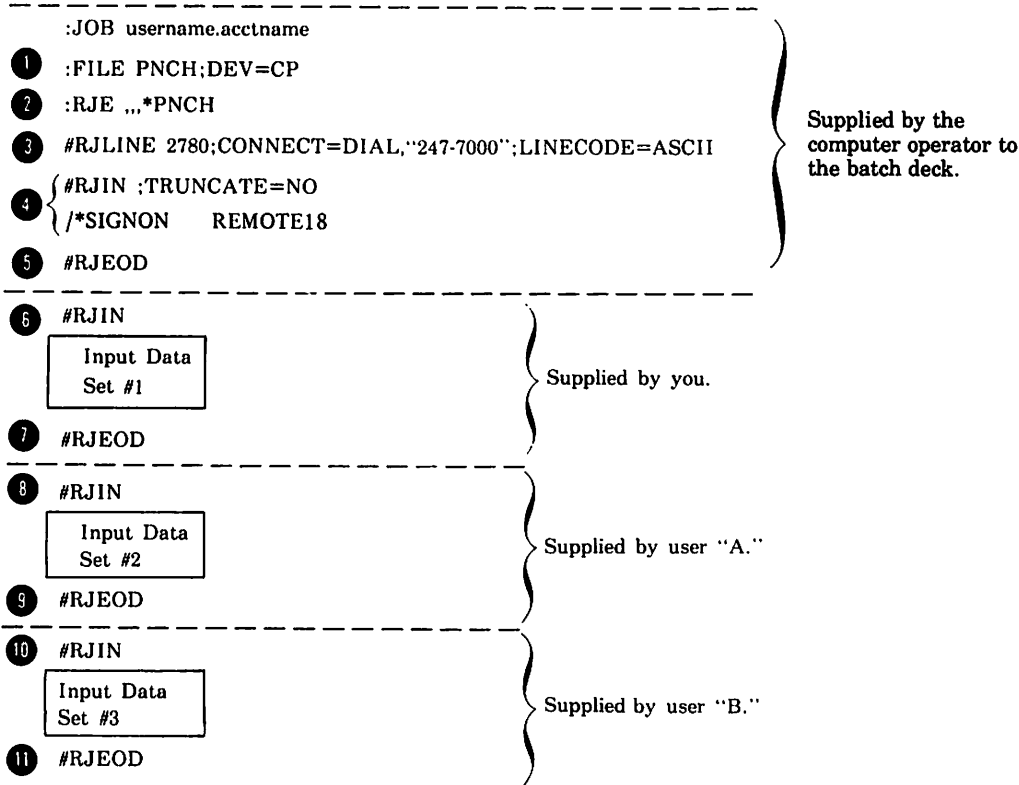 :JOB username.acctname
1 :FILE PNCH;DEV=CP
2 :RJE ,,,*PNCH
3 #RJLINE 2780;CONNECT=DIAL,"247-7000";LINECODE=ASCII
4 #RJIN ;TRUNCATE=NO
/*SIGNON REMOTE18
5 #RJEOD
Supplied by the
computer operator to
the batch deck.
6 #RJIN
Input Data
Set #1
7 #RJEOD
Supplied by you.
8 #RJIN
Input Data
Set #2
9 #RJEOD
Supplied by user "A."
10 #RJIN
Input Data
Set #3
11 #RJEOD
Supplied by user "B."